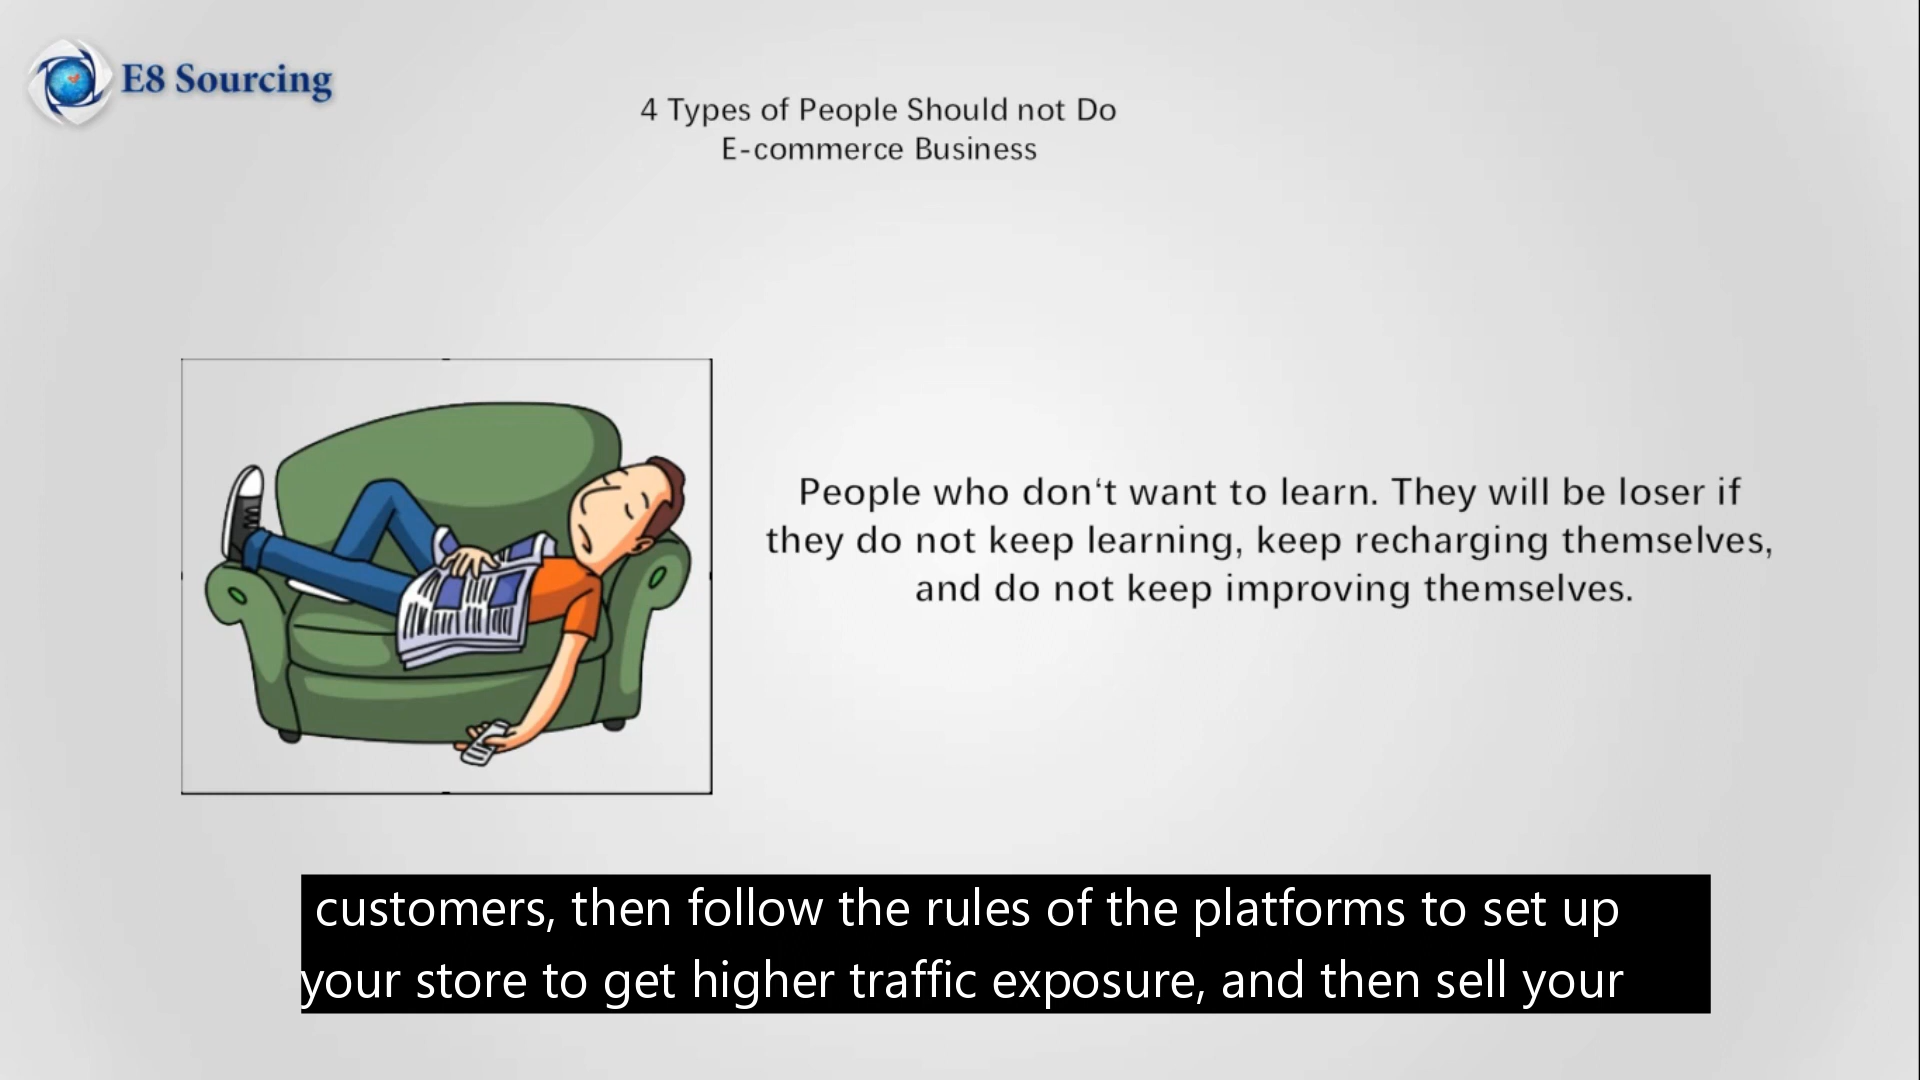 E8 Sourcing
4 Types of People Should not Do
E-commerce Business
People who don‘t want to learn. They will be loser if
they do not keep learning, keep recharging themselves,
and do not keep improving themselves.
customers, then follow the rules of the platforms to set up
your store to get higher traffic exposure, and then sell your